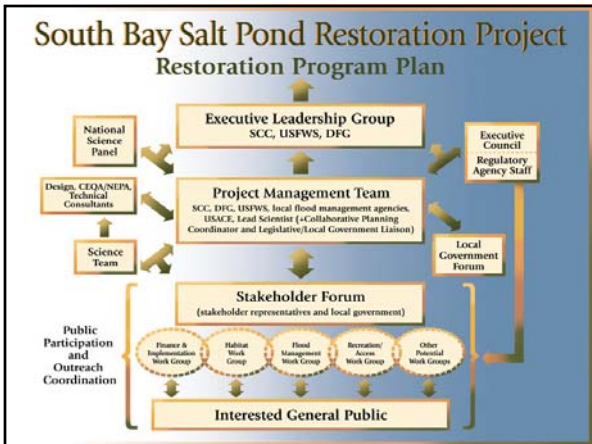 South Bay Salt Pond Restoration Project
Restoration Program Plan
Executive Leadership Group
SCC, USFWS, DFG
National
Science
Panel
Executive
Council
Regulatory
Agency Staff
Design, CEQA/NEPA,
Technical
Consultants
Project Management Team
SCC, DFG, USFWS, local flood management agencies,
USACE, Lead Scientist (+Collaborative Planning
Coordinator and Legislative/Local Government Liaison)
Science
Team
Local
Government
Forum
Stakeholder Forum
(stakeholder representatives and local government)
Public
Participation
and
Outreach
Coordination
Finance &
Implementation
Work Group
Habitat
Work
Group
Flood
Management
Work Group
Recreation/
Access
Work Group
Other
Potential
Work Groups
Interested General Public